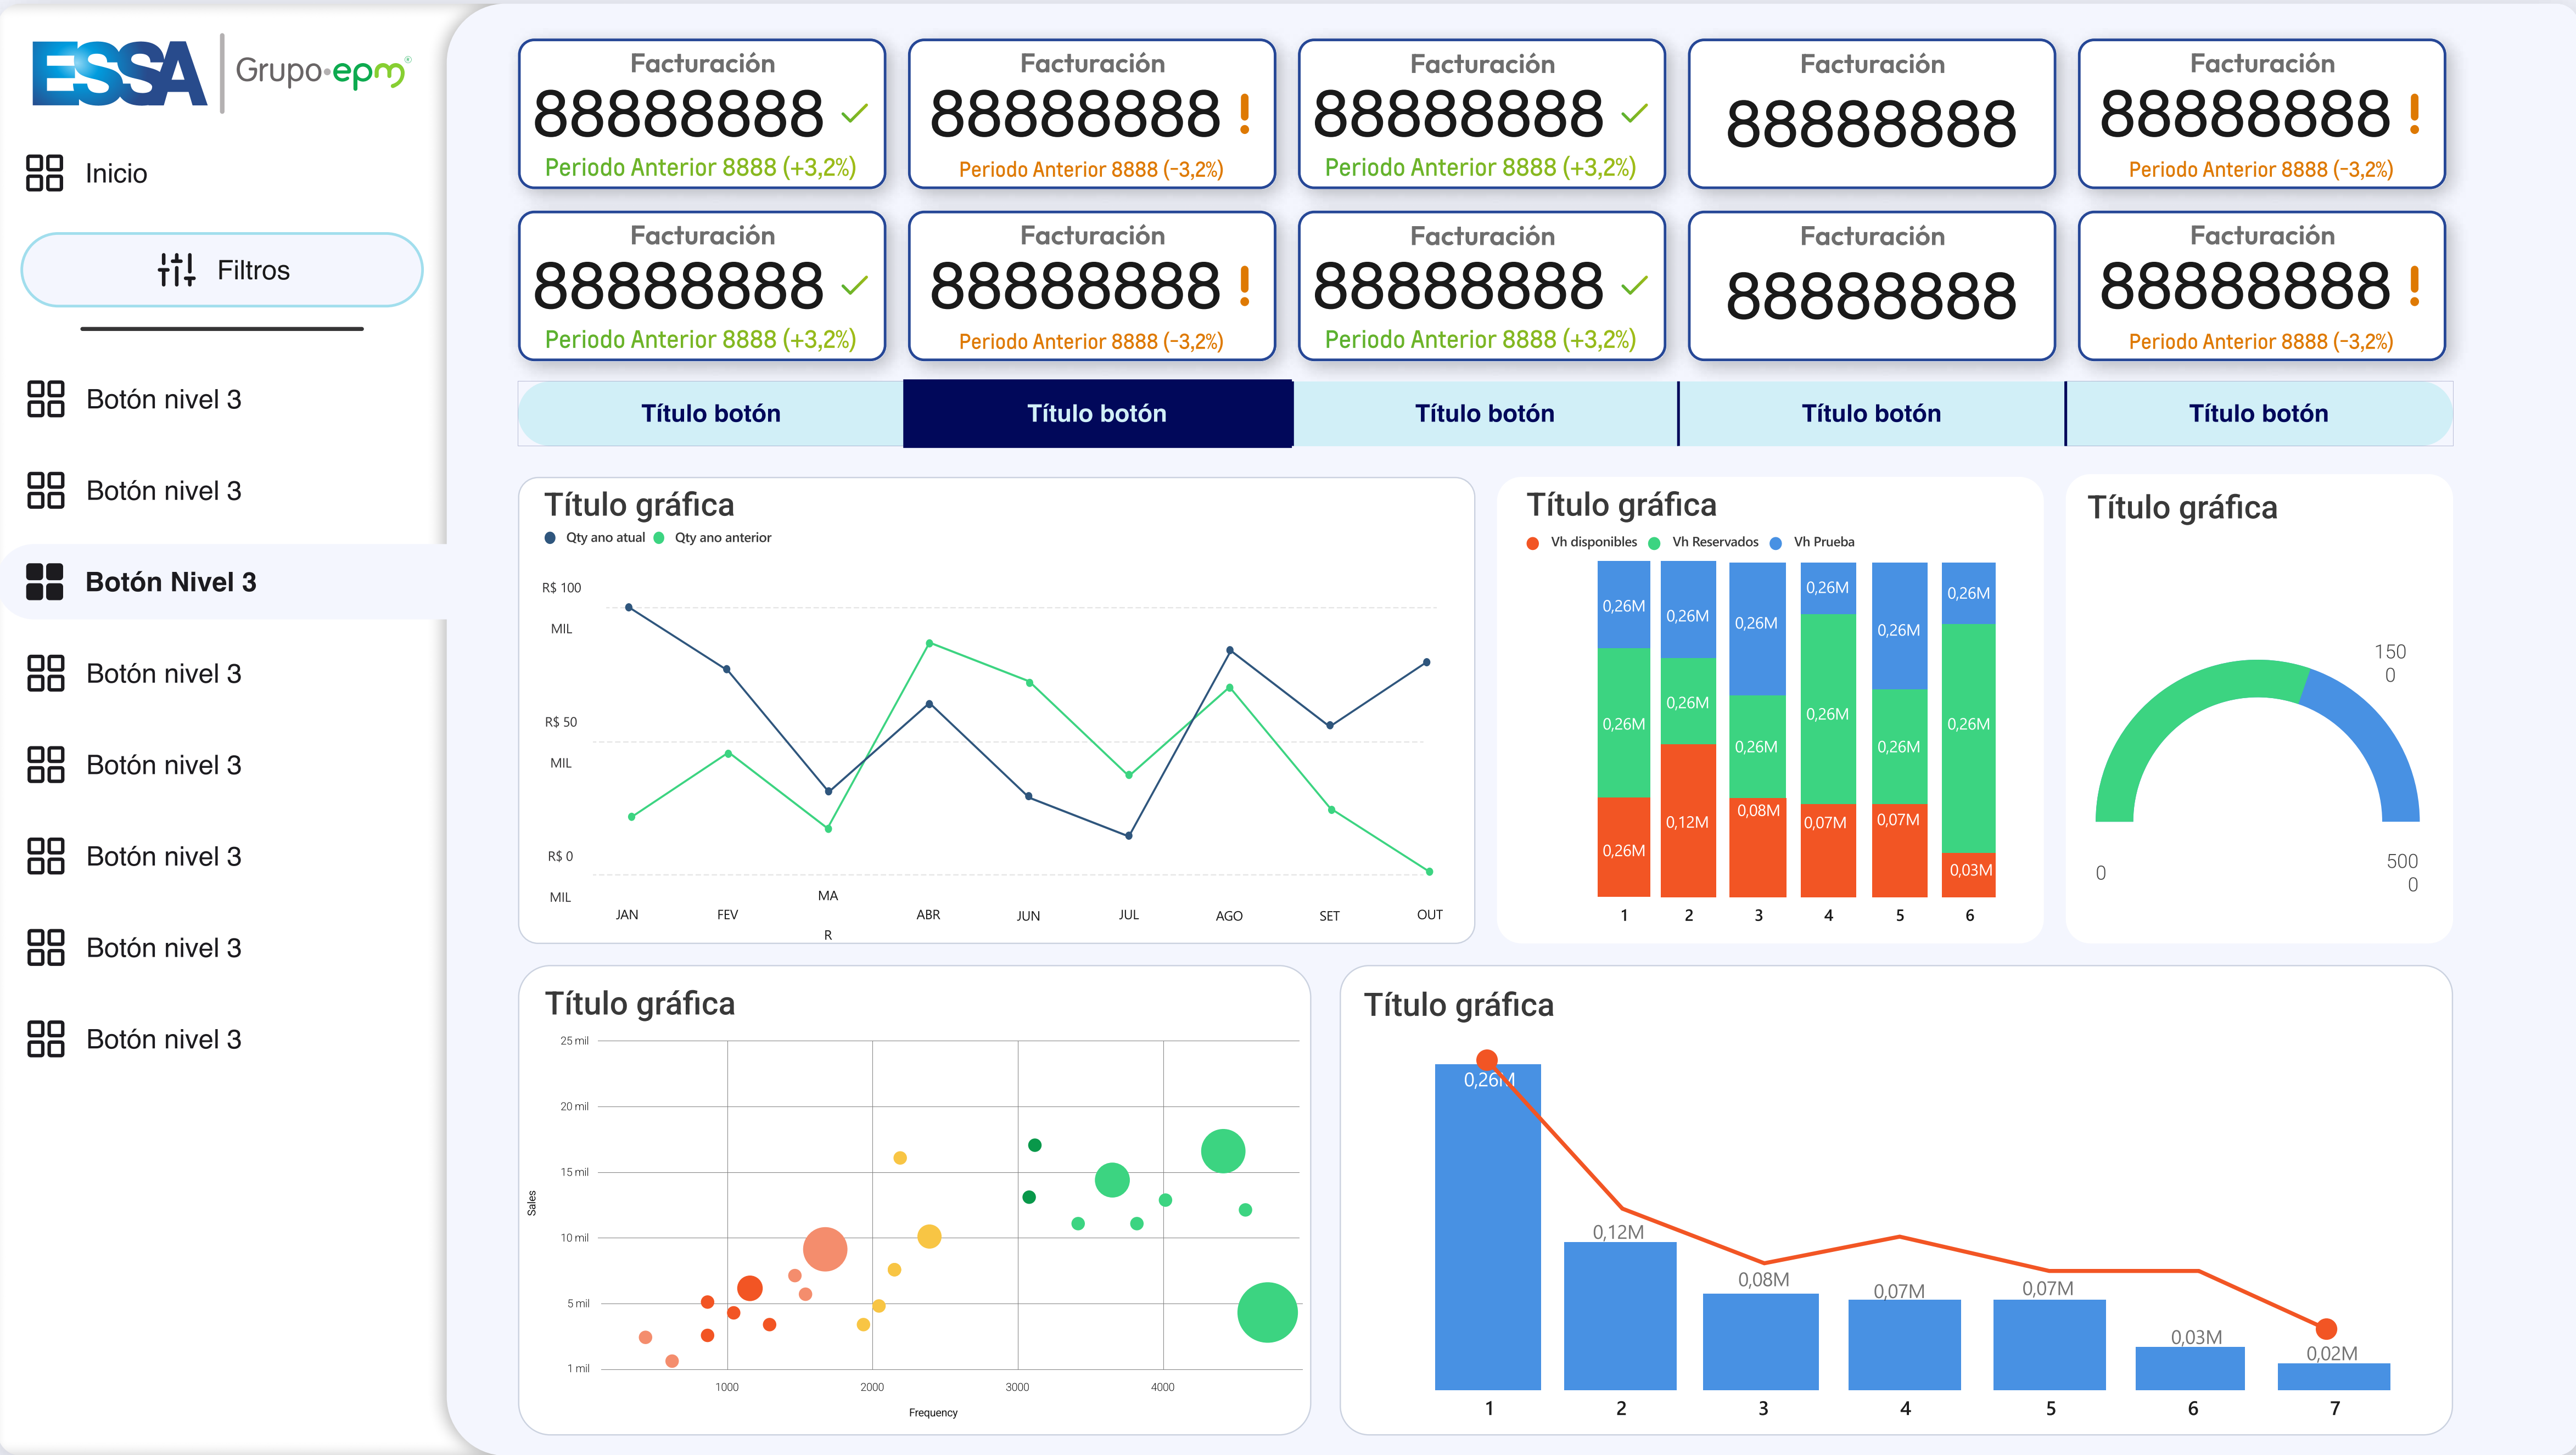 ESSA Grupo·epm®
Inicio
Filtros
Botón nivel 3
Botón nivel 3
Botón Nivel 3
Botón nivel 3
Botón nivel 3
Botón nivel 3
Botón nivel 3
Botón nivel 3
Facturación
88888888
Periodo Anterior 8888 (+3,2%)
Facturación
88888888 !
Periodo Anterior 8888 (-3,2%)
Facturación
88888888
Periodo Anterior 8888 (+3,2%)
Facturación
88888888
Facturación
88888888 !
Periodo Anterior 8888 (-3,2%)
Facturación
88888888
Periodo Anterior 8888 (+3,2%)
Facturación
88888888 !
Periodo Anterior 8888 (-3,2%)
Facturación
88888888
Periodo Anterior 8888 (+3,2%)
Facturación
88888888
Facturación
88888888 !
Periodo Anterior 8888 (-3,2%)
Título botón Título botón Título botón Título botón Título botón
Título gráfica
Qty ano atual Qty ano anterior
R$ 100
MIL
R$ 50
MIL
R$ 0
MIL
JAN FEV MA ABR JUN JUL AGO SET OUT
R
Título gráfica
Vh disponibles Vh Reservados Vh Prueba
0,26M
0,26M
0,26M
0,26M
0,26M
0,12M
0,26M
0,26M
0,08M
0,26M
0,26M
0,07M
0,26M
0,26M
0,07M
0,26M
0,26M
0,03M
1 2 3 4 5 6
Título gráfica
150
0
0
500
0
Título gráfica
25 mil
20 mil
15 mil
10 mil
5 mil
1 mil
Sales
1000 2000 3000 4000
Frequency
Título gráfica
0,26M
0,12M
0,08M
0,07M
0,07M
0,03M
0,02M
1 2 3 4 5 6 7